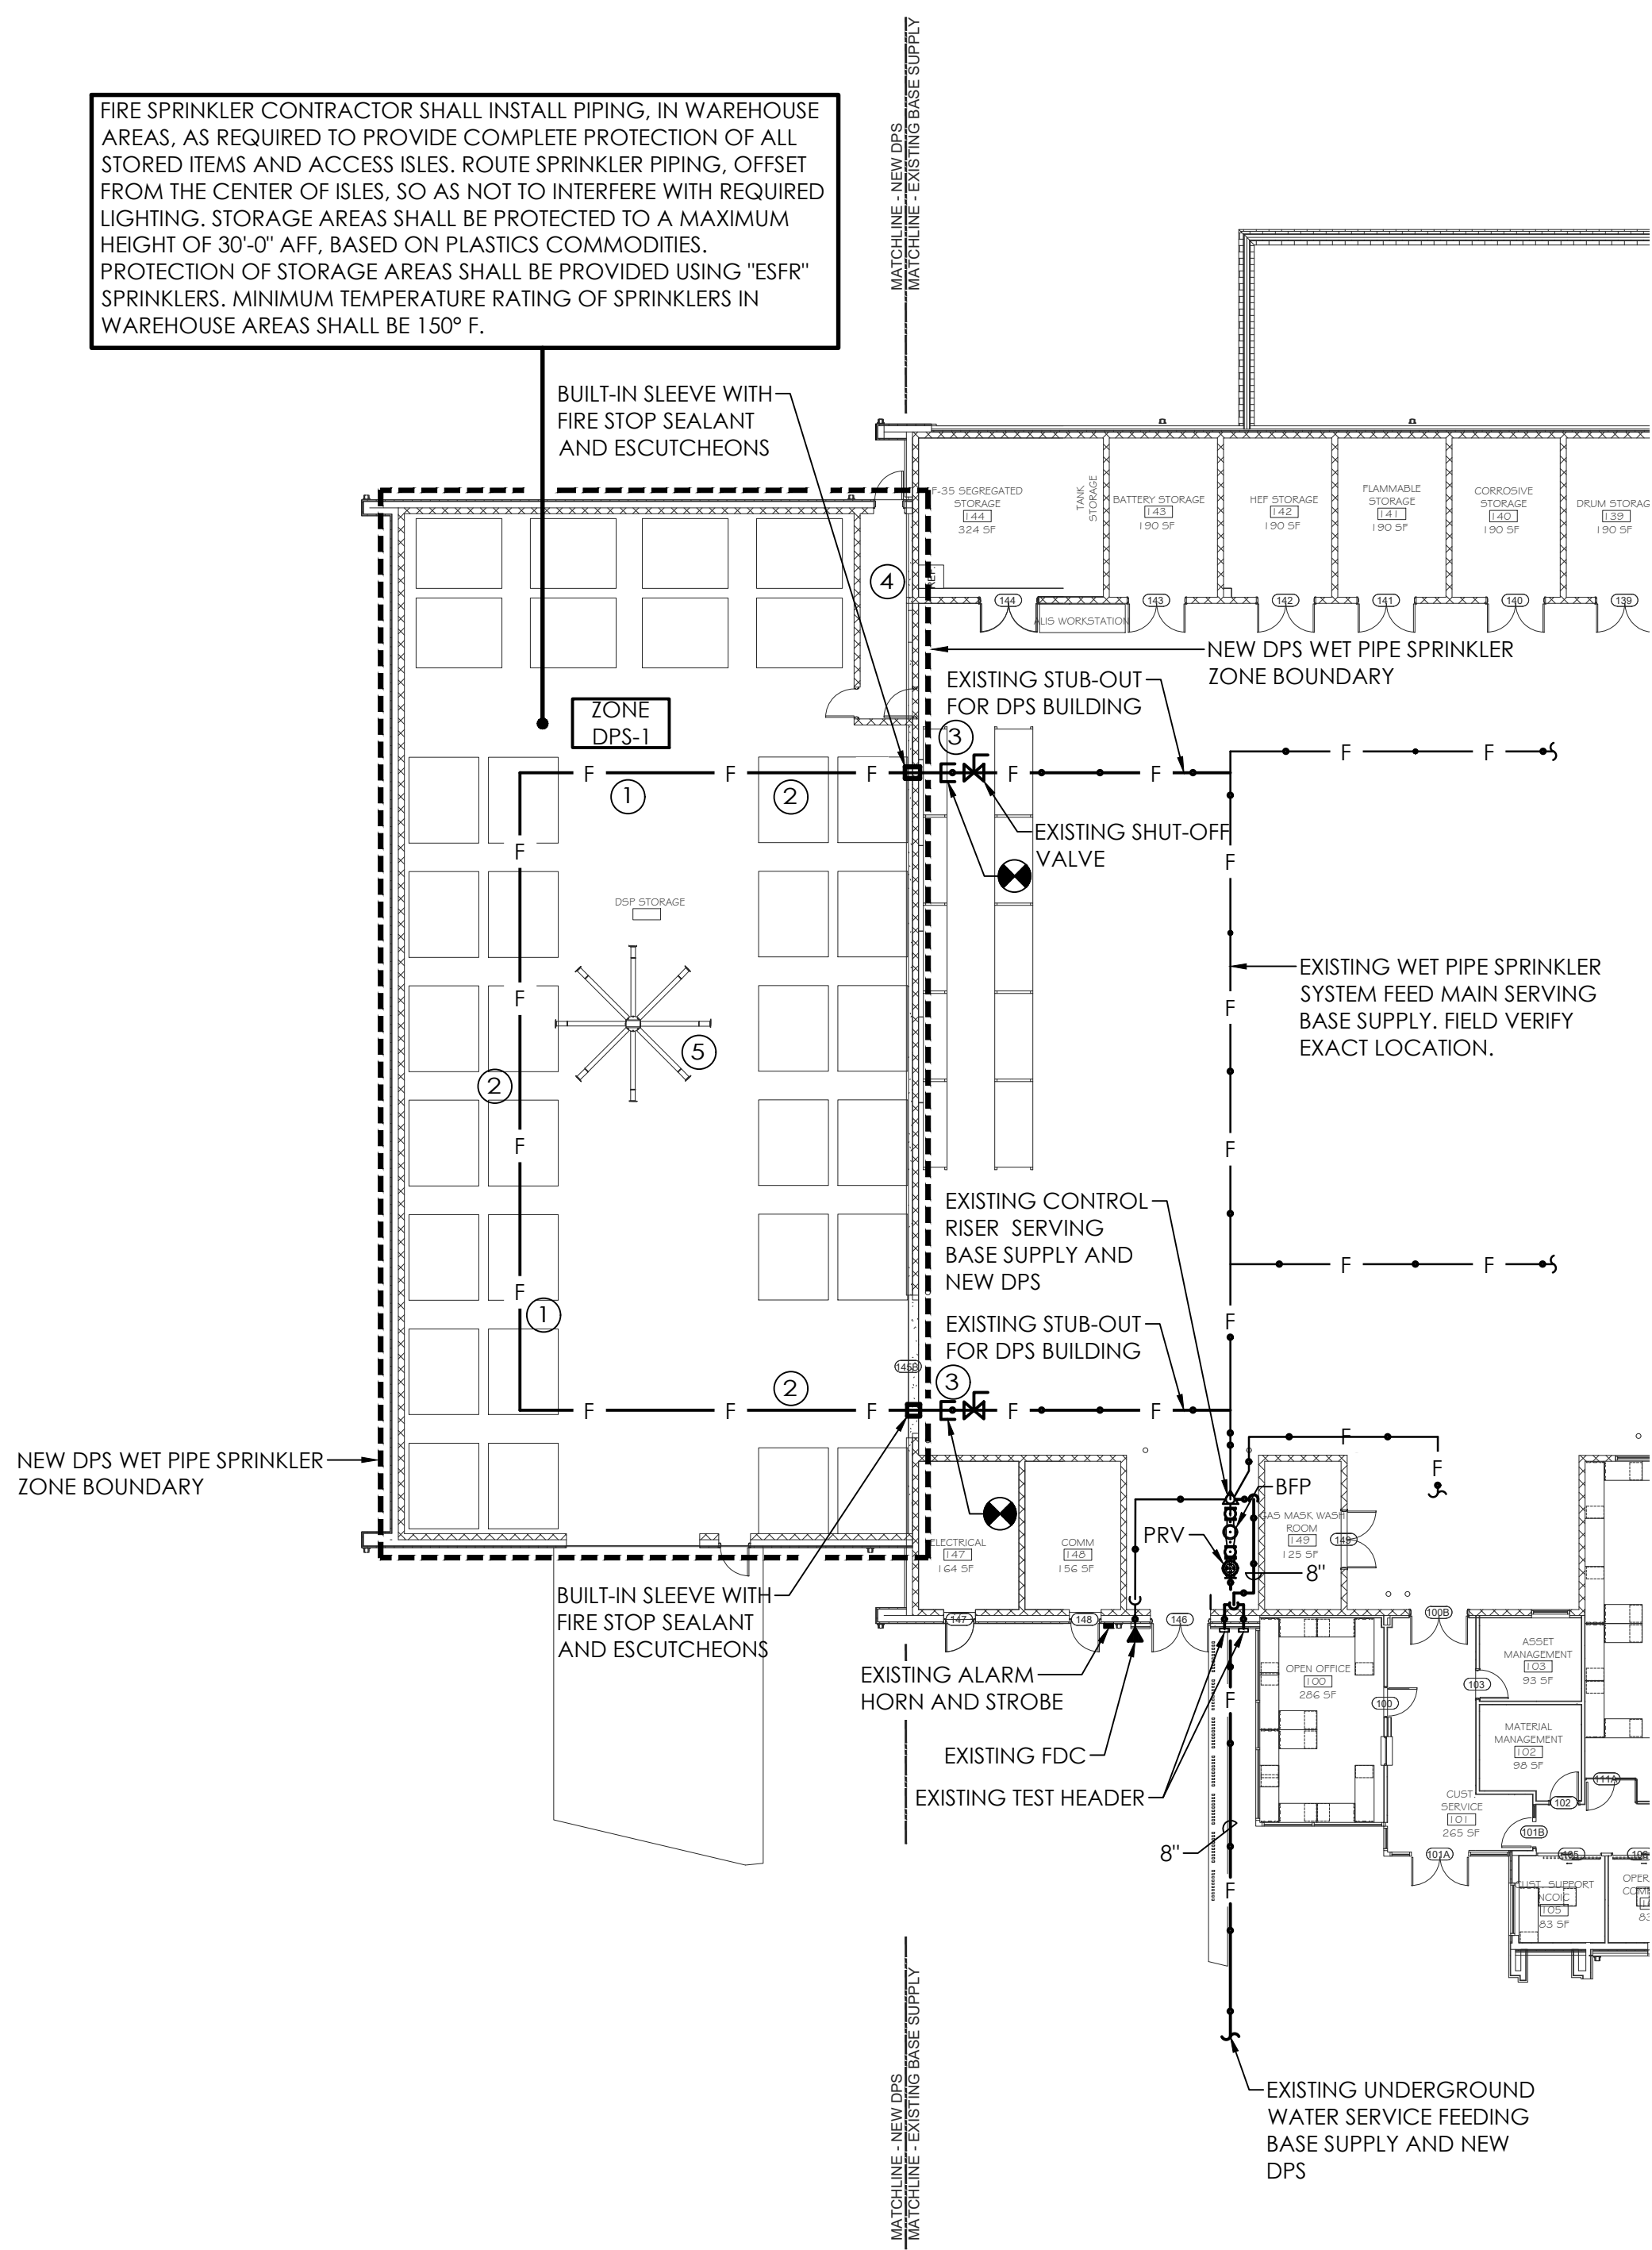 MATCHLINE - NEW DPS
MATCHLINE - EXISTING BASE SUPPLY
FIRE SPRINKLER CONTRACTOR SHALL INSTALL PIPING, IN WAREHOUSE
AREAS, AS REQUIRED TO PROVIDE COMPLETE PROTECTION OF ALL
STORED ITEMS AND ACCESS ISLES. ROUTE SPRINKLER PIPING, OFFSET
FROM THE CENTER OF ISLES, SO AS NOT TO INTERFERE WITH REQUIRED
LIGHTING. STORAGE AREAS SHALL BE PROTECTED TO A MAXIMUM
HEIGHT OF 30'-0" AFF, BASED ON PLASTICS COMMODITIES.
PROTECTION OF STORAGE AREAS SHALL BE PROVIDED USING "ESFR"
SPRINKLERS. MINIMUM TEMPERATURE RATING OF SPRINKLERS IN
WAREHOUSE AREAS SHALL BE 150° F.
BUILT-IN SLEEVE WITH
FIRE STOP SEALANT
AND ESCUTCHEONS
F-35 SEGREGATED
STORAGE
144
324 SF
TANK
STORAGE
BATTERY STORAGE
143
190 SF
HEF STORAGE
142
190 SF
FLAMMABLE
STORAGE
141
190 SF
CORROSIVE
STORAGE
140
190 SF
DRUM STORAG
139
190 SF
4
REF.
144
143
142
141
140
139
ALIS WORKSTATION
NEW DPS WET PIPE SPRINKLER
ZONE BOUNDARY
EXISTING STUB-OUT
FOR DPS BUILDING
ZONE
DPS-1
3
F
F
F
F
F
F
F
1
2
EXISTING SHUT-OFF
VALVE
F
F
DSP STORAGE
EXISTING WET PIPE SPRINKLER
SYSTEM FEED MAIN SERVING
BASE SUPPLY. FIELD VERIFY
EXACT LOCATION.
F
F
5
2
F
F
EXISTING CONTROL
RISER SERVING
BASE SUPPLY AND
NEW DPS
F
F
F
1
F
EXISTING STUB-OUT
FOR DPS BUILDING
145B
2
3
F
F
F
F
F
NEW DPS WET PIPE SPRINKLER
ZONE BOUNDARY
F
F
BFP
PRV
8"
ELECTRICAL
147
164 SF
COMM
148
156 SF
GAS MASK WASH
ROOM
149
125 SF
149
BUILT-IN SLEEVE WITH
FIRE STOP SEALANT
AND ESCUTCHEONS
147
148
146
100B
EXISTING ALARM
HORN AND STROBE
EXISTING FDC
EXISTING TEST HEADER
OPEN OFFICE
100
286 SF
100
F
ASSET
MANAGEMENT
103
93 SF
103
MATERIAL
MANAGEMENT
102
98 SF
111A
102
CUST.
SERVICE
101
265 SF
101B
101A
8"
F
105
CUST. SUPPORT
NCOIC
105
83 SF
OPER
MATCHLINE - NEW DPS
MATCHLINE - EXISTING BASE SUPPLY
EXISTING UNDERGROUND
WATER SERVICE FEEDING
BASE SUPPLY AND NEW
DPS